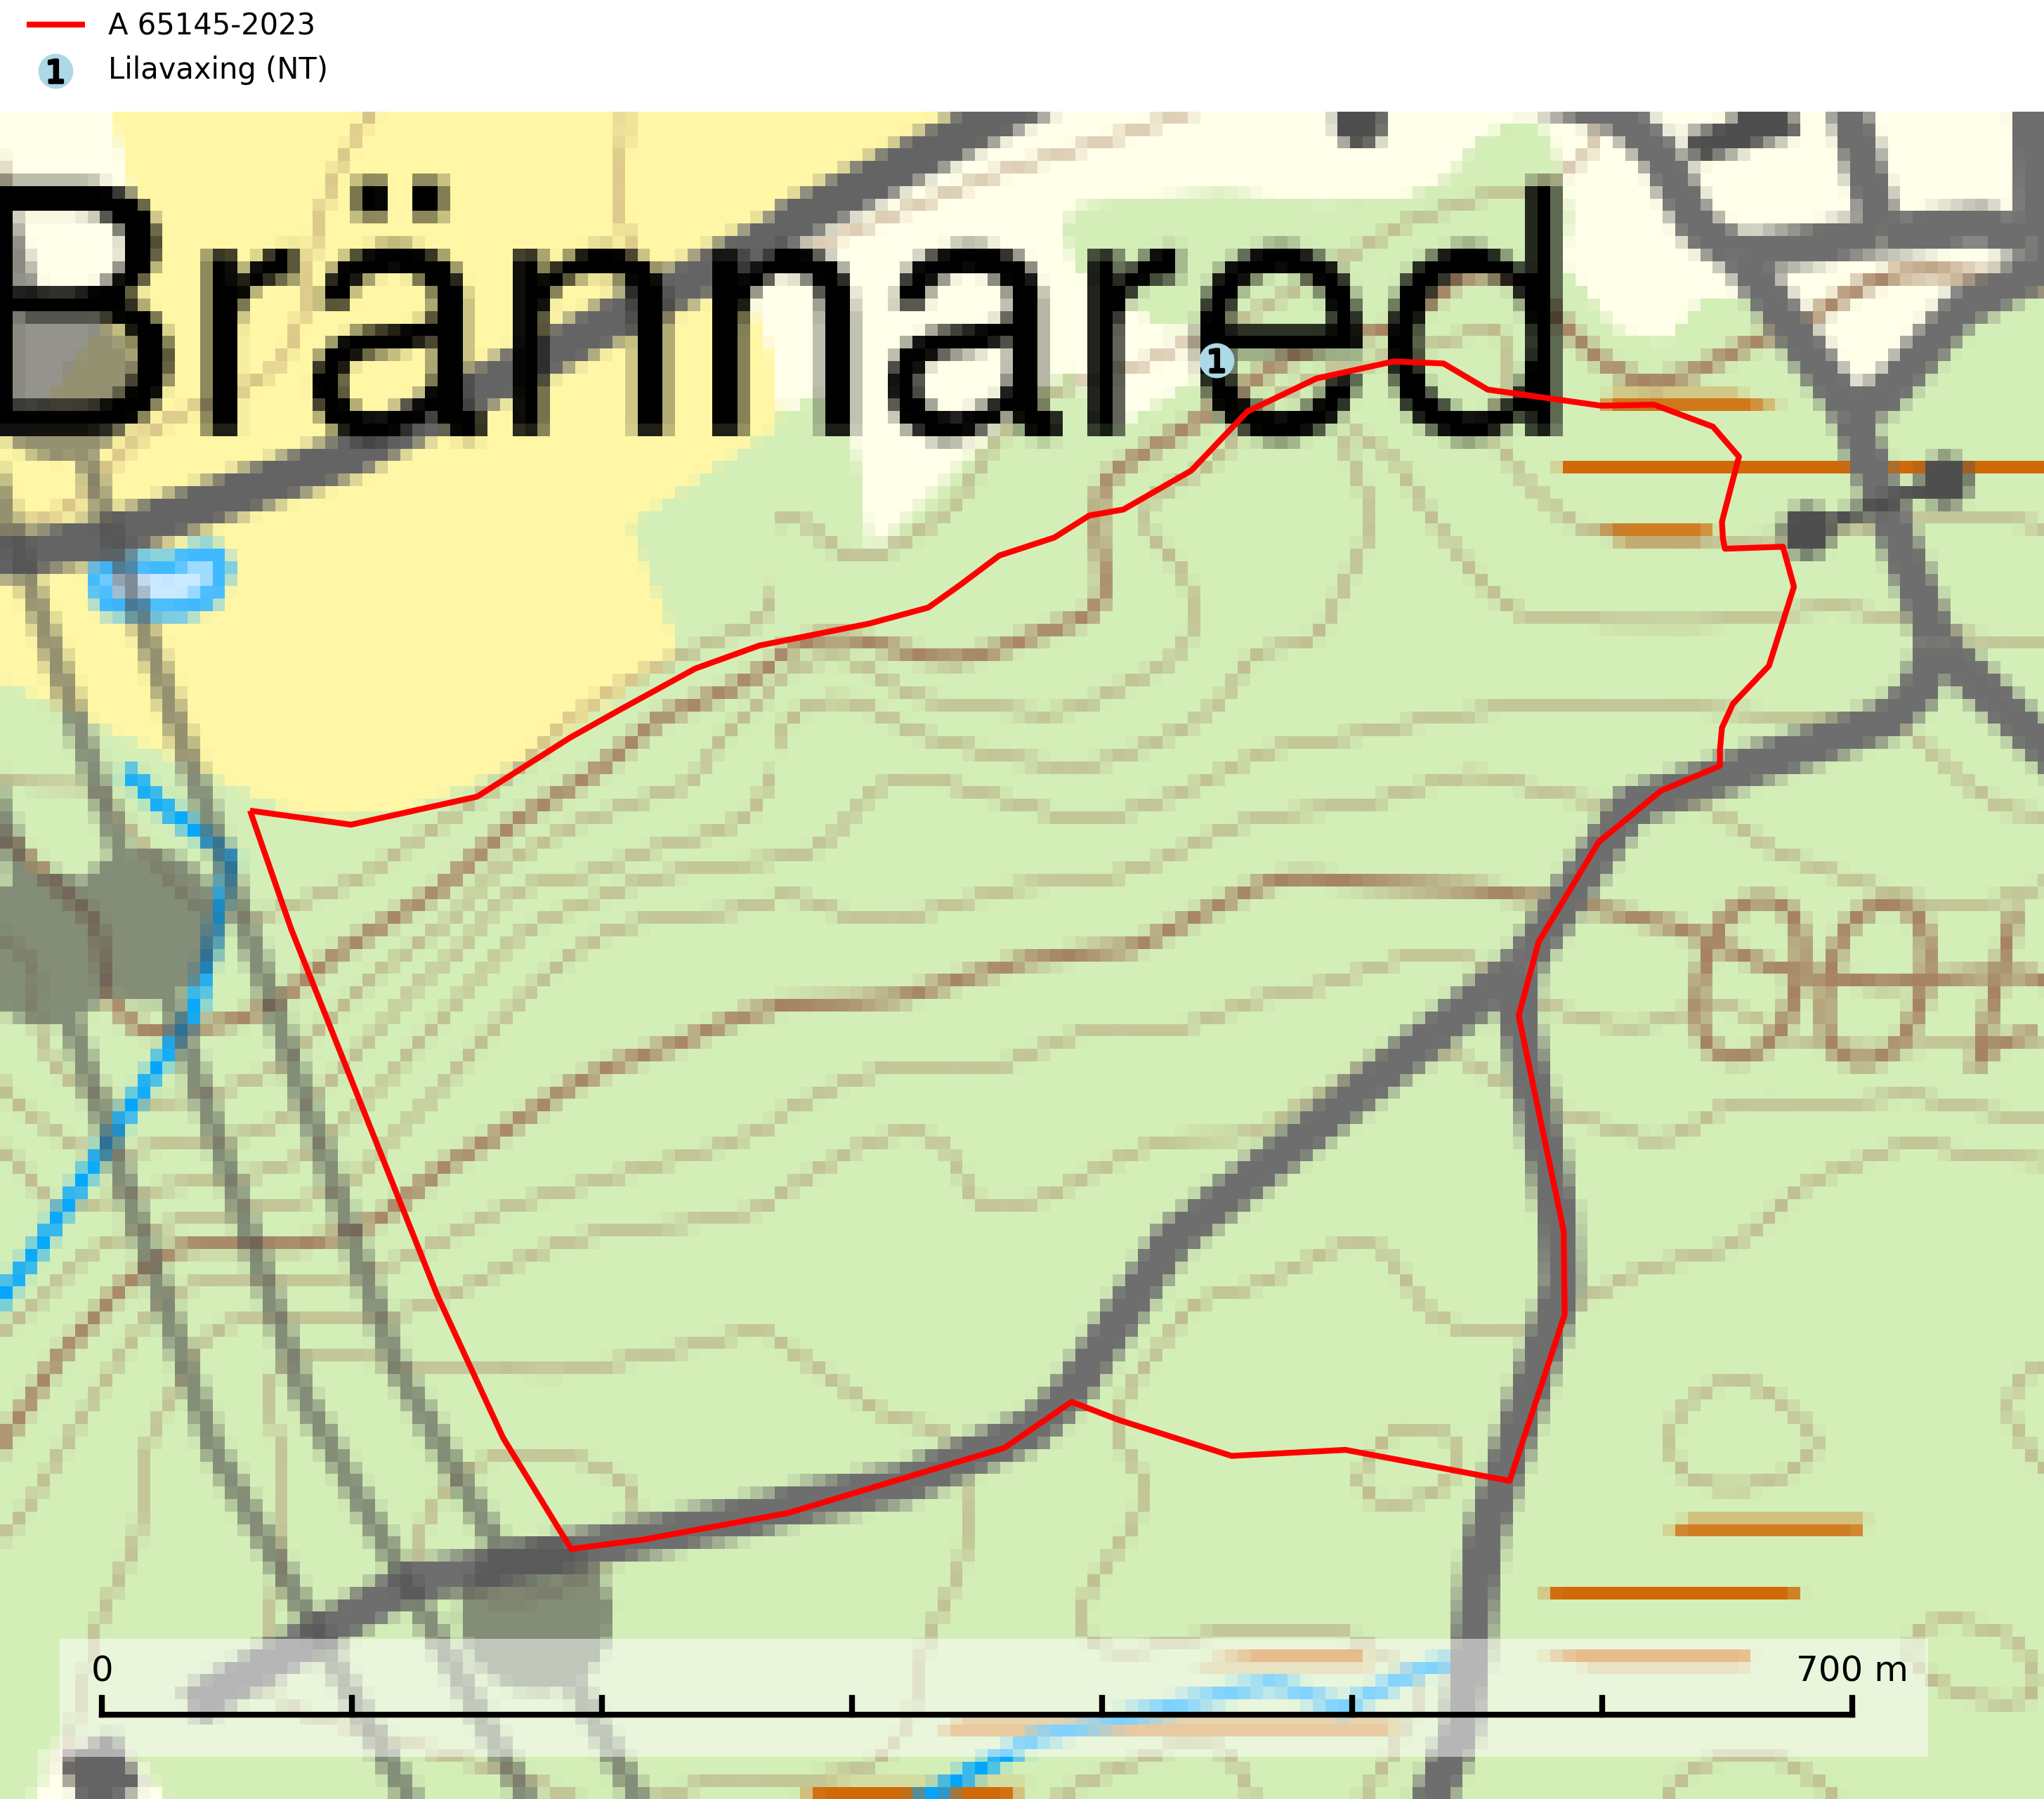 A 65145-2023
1 Lilavaxing (NT)
Brännared
1
0 700 m